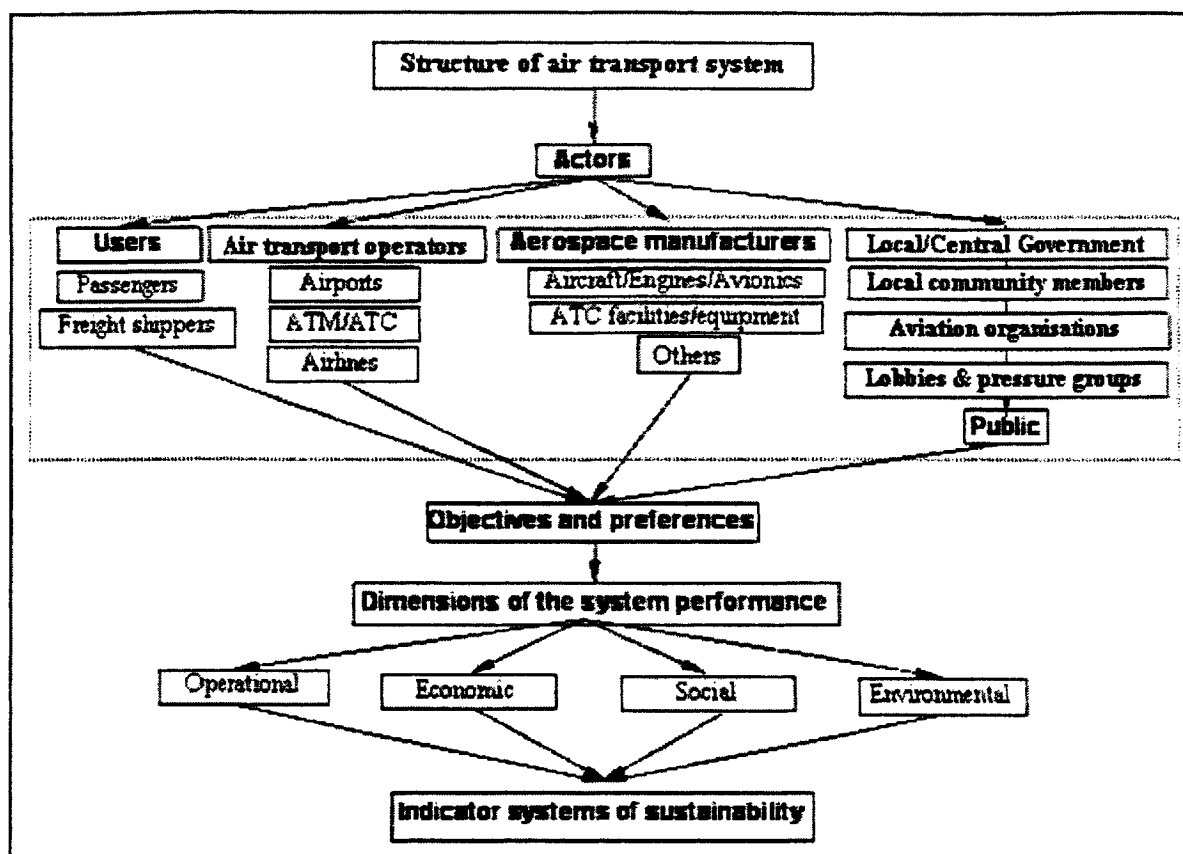 Structure of air transport system
Actors
Users
Air transport operators
Aerospace manufacturers
Local/Central Government
Passengers
Airports
Aircraft/Engines/Avionics
Local community members
Freight shippers
ATM/ATC
ATC facilities/equipment
Aviation organisations
Airlines
Others
Lobbies & pressure groups
Public
Objectives and preferences
Dimensions of the system performance
Operational
Economic
Social
Environmental
Indicator systems of sustainability